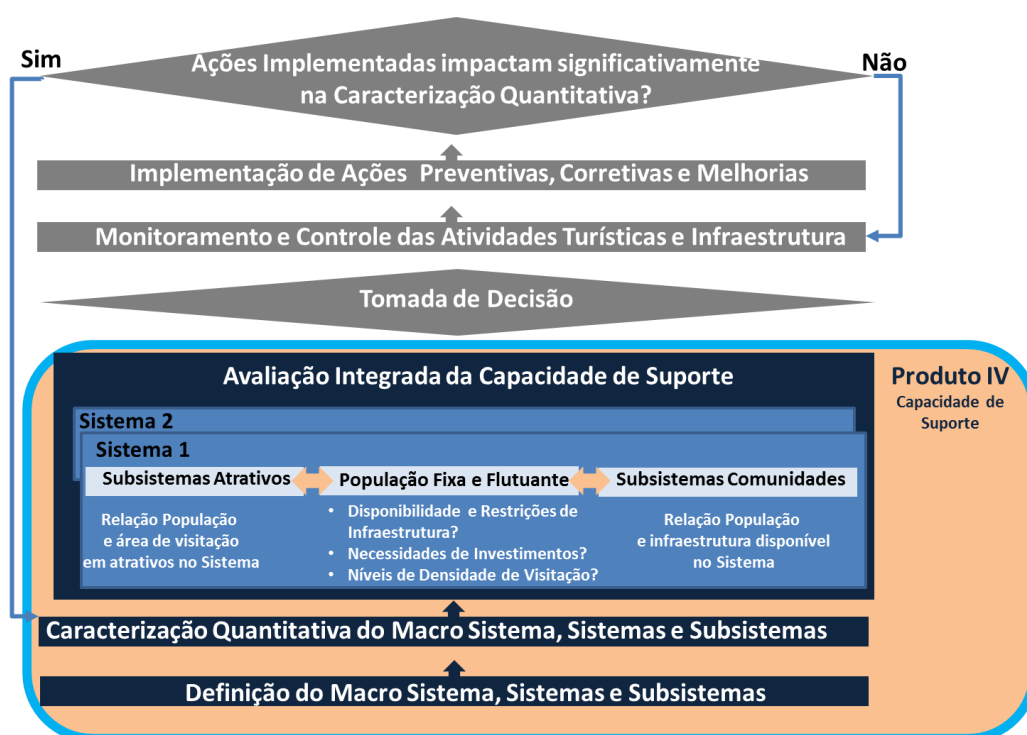 Sim
Ações Implementadas impactam significativamente
na Caracterização Quantitativa?
Não
Implementação de Ações Preventivas, Corretivas e Melhorias
Monitoramento e Controle das Atividades Turísticas e Infraestrutura
Tomada de Decisão
Avaliação Integrada da Capacidade de Suporte
Produto IV
Capacidade de
Suporte
Sistema 2
Sistema 1
Subsistemas Atrativos
População Fixa e Flutuante
Subsistemas Comunidades
Relação População
e área de visitação
em atrativos no Sistema
• Disponibilidade e Restrições de
Infraestrutura?
• Necessidades de Investimentos?
• Níveis de Densidade de Visitação?
Relação População
e infraestrutura disponível
no Sistema
Caracterização Quantitativa do Macro Sistema, Sistemas e Subsistemas
Definição do Macro Sistema, Sistemas e Subsistemas